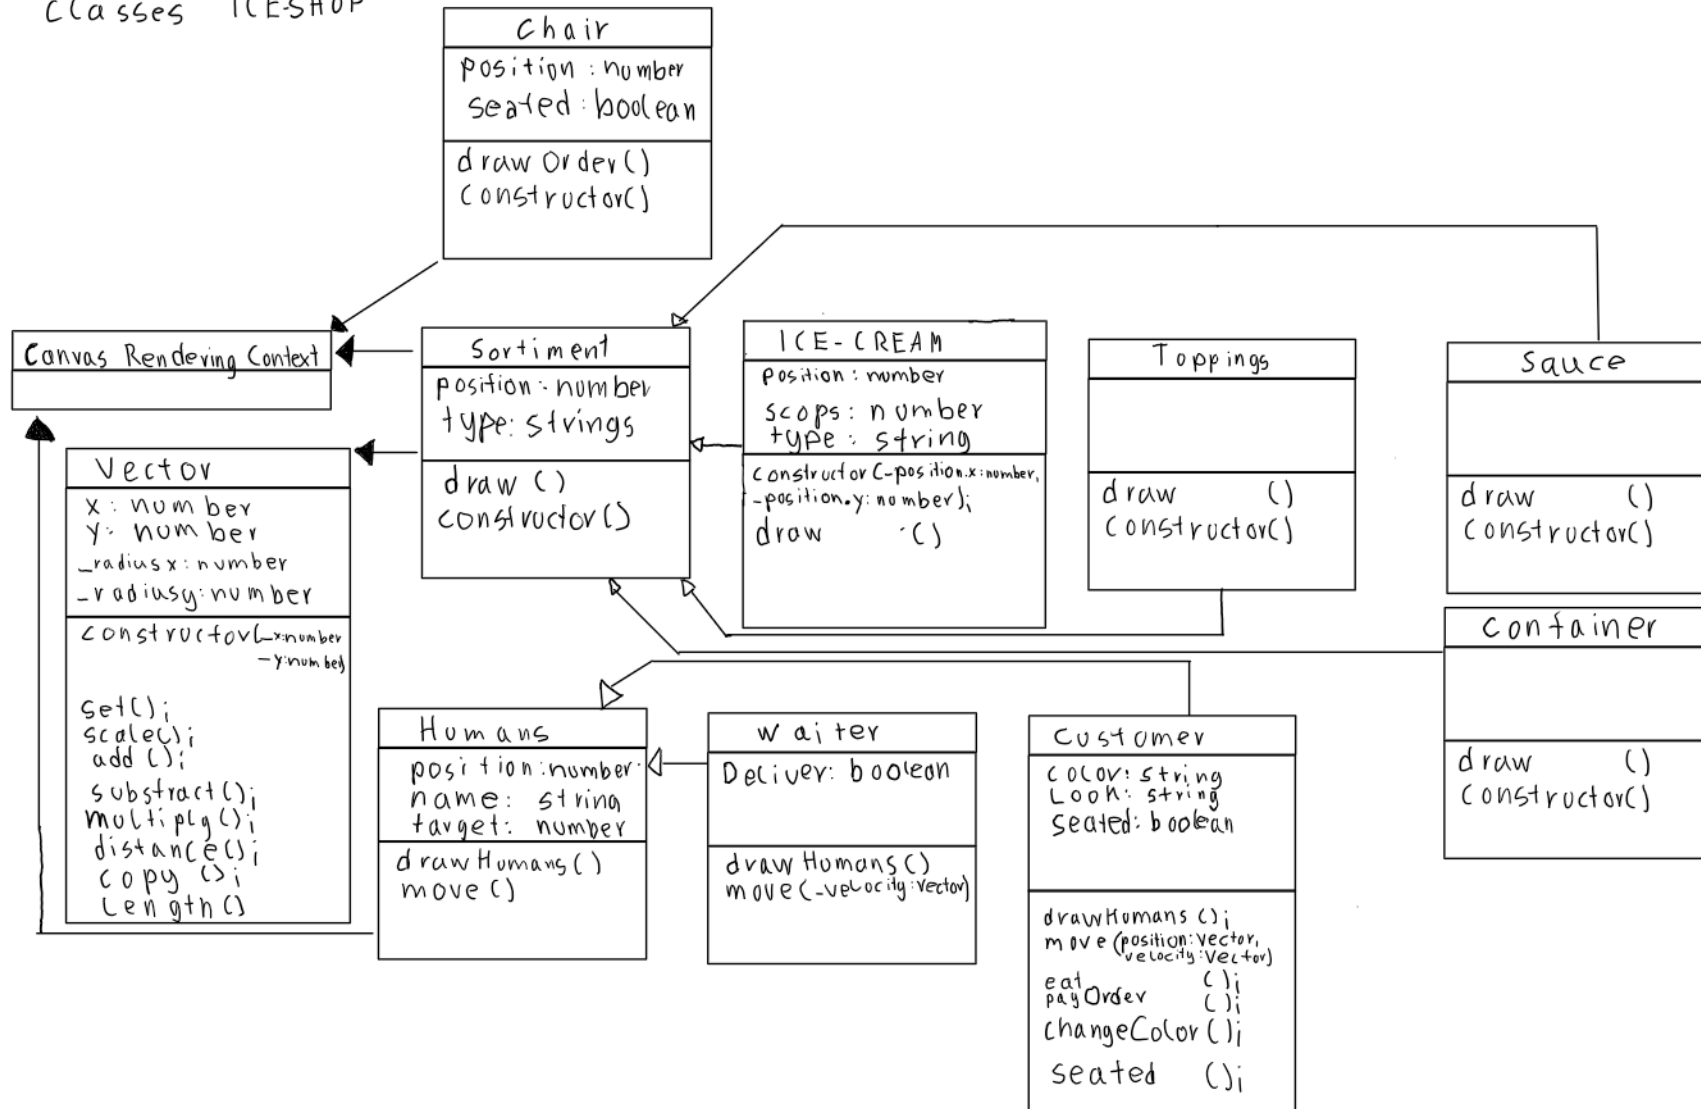 Classes ICE-SHOP
Chair
position : number
seated : boolean
draw Order()
constructor()
Canvas Rendering Context
Sortiment
position : number
type: strings
draw ()
constructor()
ICE-CREAM
position : number
scops : number
type : string
constructor (_position.x:number,
_position.y: number);
draw ()
Toppings
draw ()
constructor()
Sauce
draw ()
constructor()
Vector
x : number
y : number
_radiusx : number
_radiusy: number
constructor(_x:number
_y:number)
set();
scale();
add ();
substract();
multiply();
distance();
copy ();
Length()
Container
draw ()
constructor()
Humans
position:number
name: string
target: number
drawHumans()
move ()
Waiter
Deliver: boolean
draw Humans()
move(_velocity:vector)
Customer
color: string
Look: string
seated: boolean
drawHumans ();
move (position:vector,
velocity:Vector)
eat ();
payOrder ();
changeColor ();
seated ();